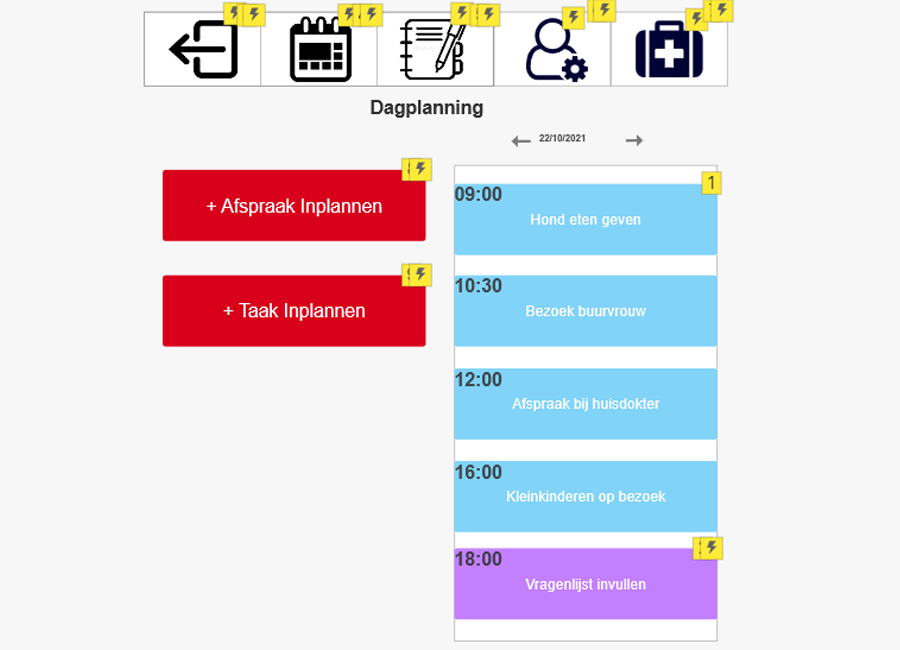 Dagplanning
22/10/2021
+ Afspraak Inplannen
+ Taak Inplannen
1
09:00
Hond eten geven
10:30
Bezoek buurvrouw
12:00
Afspraak bij huisdokter
16:00
Kleinkinderen op bezoek
18:00
Vragenlijst invullen